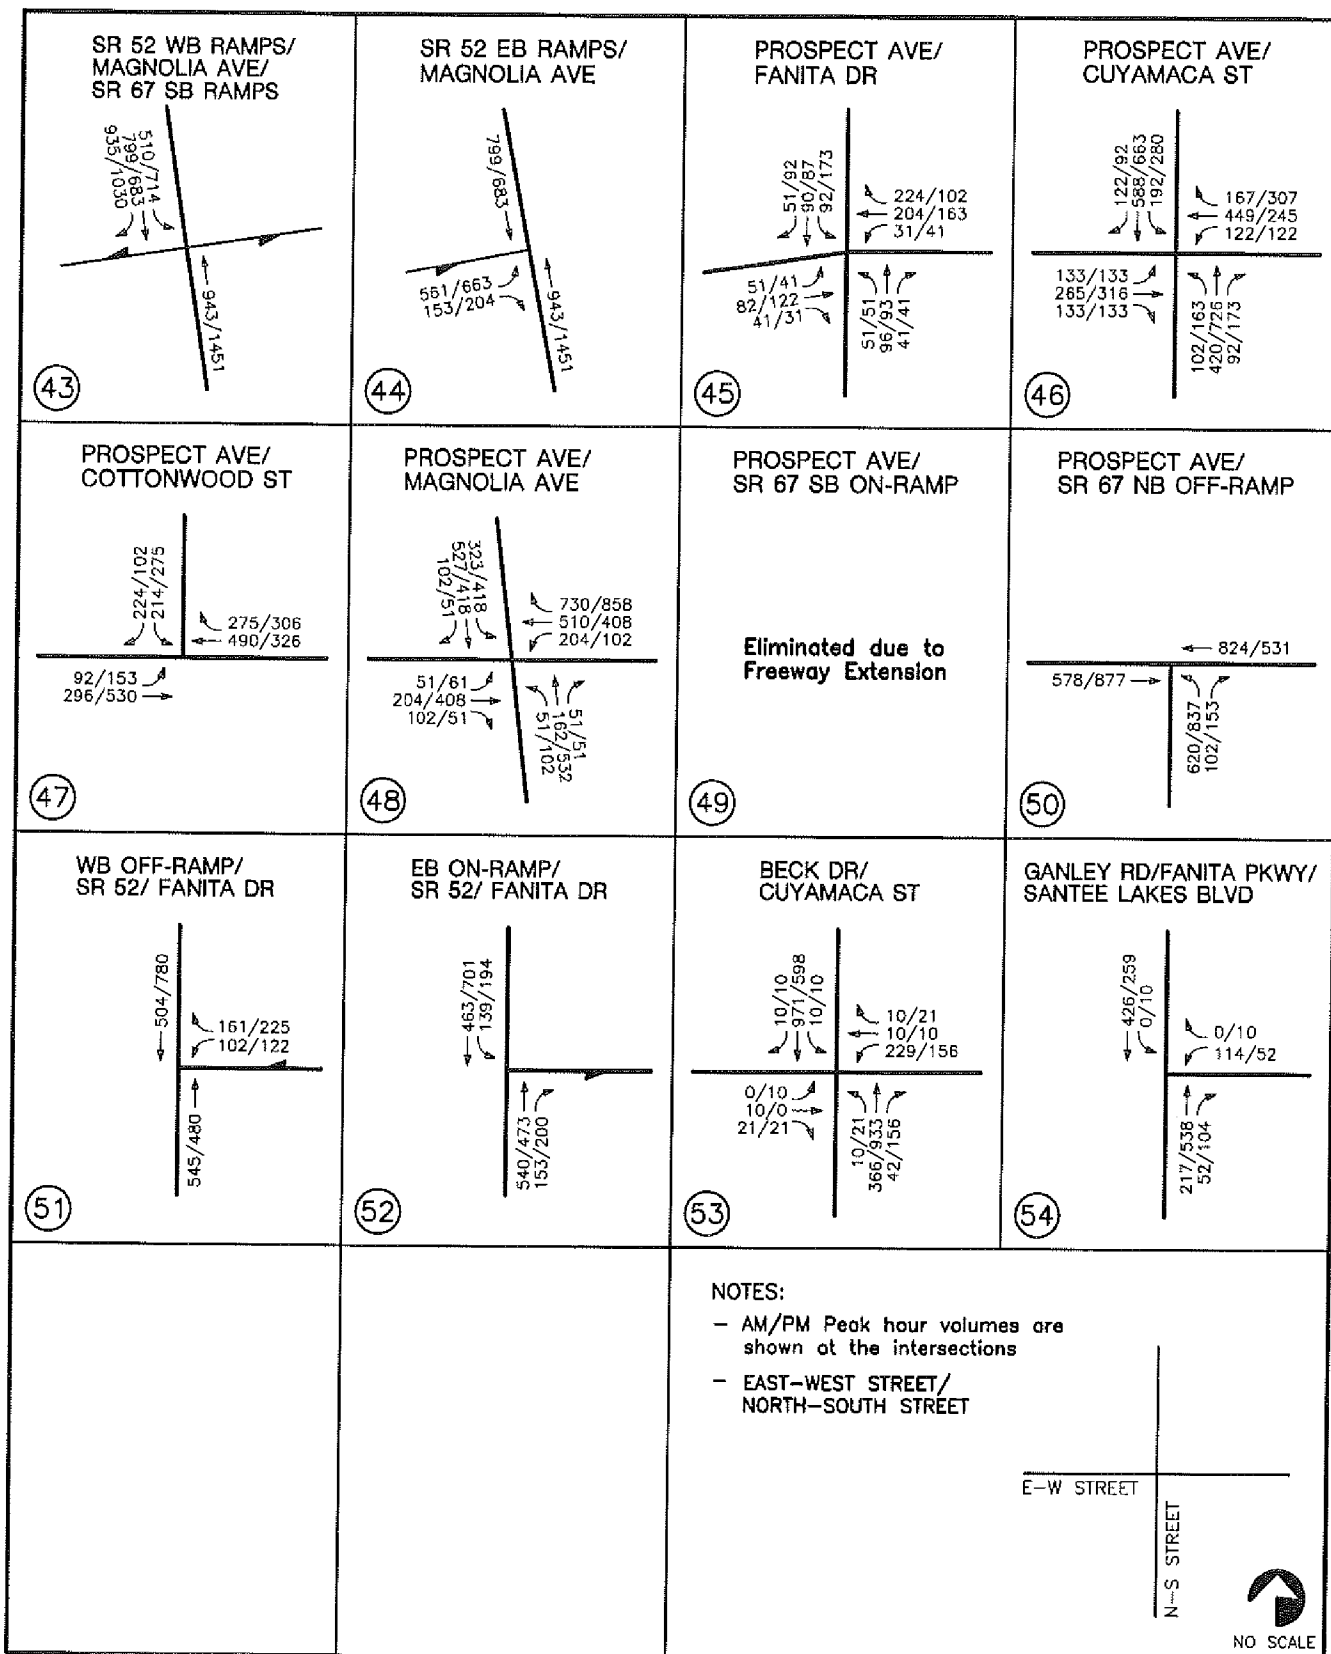 SR 52 WB RAMPS/
MAGNOLIA AVE/
SR 67 SB RAMPS
510/714
799/683
935/1030
943/1451
43
SR 52 EB RAMPS/
MAGNOLIA AVE
799/683
561/663
153/204
943/1451
44
PROSPECT AVE/
FANITA DR
51/92
90/87
92/173
224/102
204/163
31/41
51/41
82/122
41/31
51/51
96/93
41/41
45
PROSPECT AVE/
CUYAMACA ST
122/92
588/663
192/280
167/307
449/245
122/122
133/133
265/316
133/133
102/163
420/726
92/173
46
PROSPECT AVE/
COTTONWOOD ST
224/102
214/275
275/306
490/326
92/153
296/530
47
PROSPECT AVE/
MAGNOLIA AVE
323/418
527/418
102/51
730/858
510/408
204/102
51/61
204/408
102/51
51/51
162/532
51/102
48
PROSPECT AVE/
SR 67 SB ON-RAMP
Eliminated due to
Freeway Extension
49
PROSPECT AVE/
SR 67 NB OFF-RAMP
824/531
578/877
620/837
102/153
50
WB OFF-RAMP/
SR 52/ FANITA DR
504/780
161/225
102/122
545/480
51
EB ON-RAMP/
SR 52/ FANITA DR
463/701
139/194
540/473
153/200
52
BECK DR/
CUYAMACA ST
10/10
971/598
10/10
10/21
10/10
229/156
0/10
10/0
21/21
10/21
366/933
42/156
53
GANLEY RD/FANITA PKWY/
SANTEE LAKES BLVD
426/259
0/10
0/10
114/52
217/538
52/104
54
NOTES:
- AM/PM Peak hour volumes are
shown at the intersections
- EAST-WEST STREET/
NORTH-SOUTH STREET
E-W STREET
N-S STREET
NO SCALE